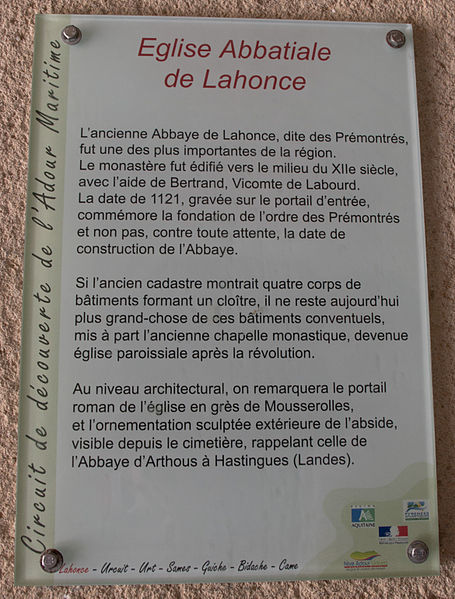 Eglise Abbatiale
de Lahonce
L'ancienne Abbaye de Lahonce, dite des Prémontrés,
fut une des plus importantes de la région.
Le monastère fut édifié vers le milieu du XIIe siècle,
avec l'aide de Bertrand, Vicomte de Labourd.
La date de 1121, gravée sur le portail d'entrée,
commémore la fondation de l'ordre des Prémontrés
et non pas, contre toute attente, la date de
construction de l'Abbaye.
Si l'ancien cadastre montrait quatre corps de
bâtiments formant un cloître, il ne reste aujourd'hui
plus grand-chose de ces bâtiments conventuels,
mis à part l'ancienne chapelle monastique, devenue
église paroissiale après la révolution.
Au niveau architectural, on remarquera le portail
roman de l'église en grès de Mousserolles,
et l'ornementation sculptée extérieure de l'abside,
visible depuis le cimetière, rappelant celle de
l'Abbaye d'Arthous à Hastingues (Landes).
Circuit de découverte de l'Adour Maritime
AQUITAINE
Lahonce - Urcuit - Urt - Sames - Guiche - Bidache - Came